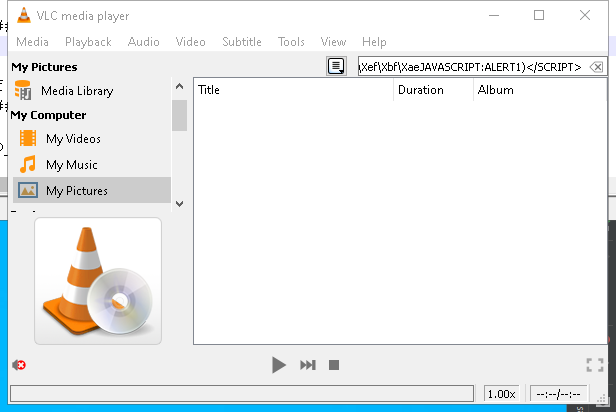 VLC media player
Media Playback Audio Video Subtitle Tools View Help
My Pictures
\Xef\Xbf\XaeJAVASCRIPT:ALERT1)</SCRIPT>
Media Library
My Computer
My Videos
My Music
My Pictures
Title Duration Album
1.00x --:--/--:--